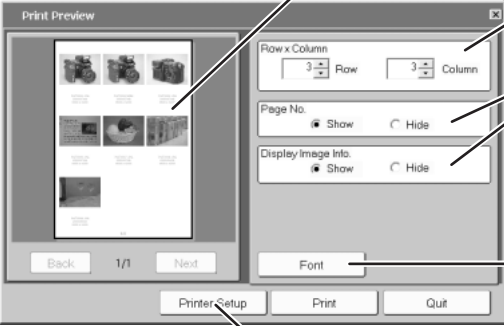 Print Preview
Row x Column
3 Row 3 Column
Page No.
Show Hide
Display Image Info.
Show Hide
Back 1/1 Next
Font
Printer Setup Print Quit